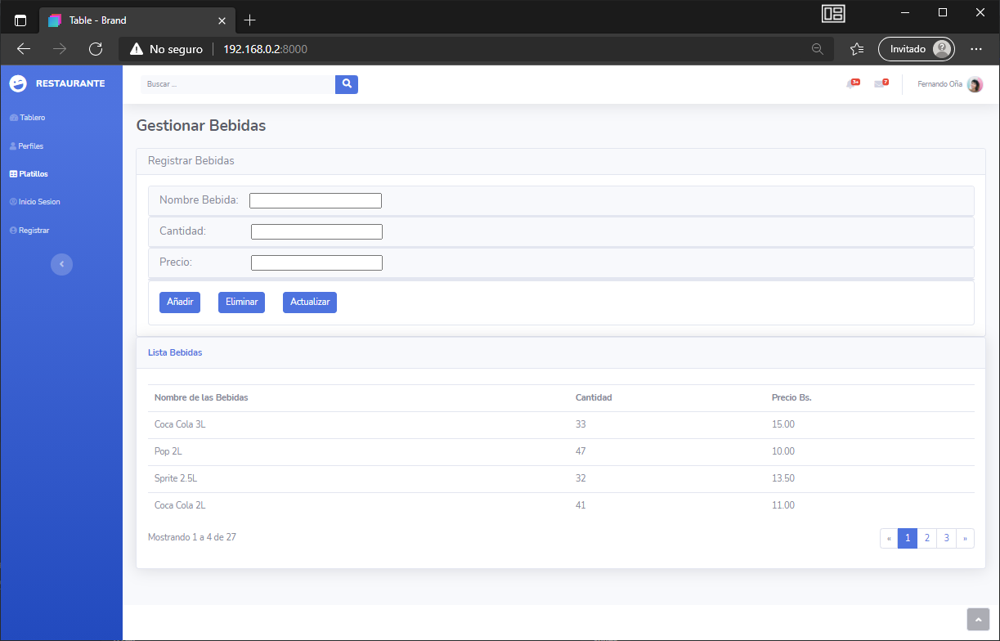 Table - Brand
No seguro
192.168.0.2:8000
Invitado
RESTAURANTE
Buscar ...
3+
7
Fernando Oña
Tablero
Perfiles
Platillos
Inicio Sesion
Registrar
Gestionar Bebidas
Registrar Bebidas
Nombre Bebida:
Cantidad:
Precio:
Añadir Eliminar Actualizar
Lista Bebidas
Nombre de las Bebidas Cantidad Precio Bs.
Coca Cola 3L 33 15.00
Pop 2L 47 10.00
Sprite 2.5L 32 13.50
Coca Cola 2L 41 11.00
Mostrando 1 a 4 de 27
« 1 2 3 »